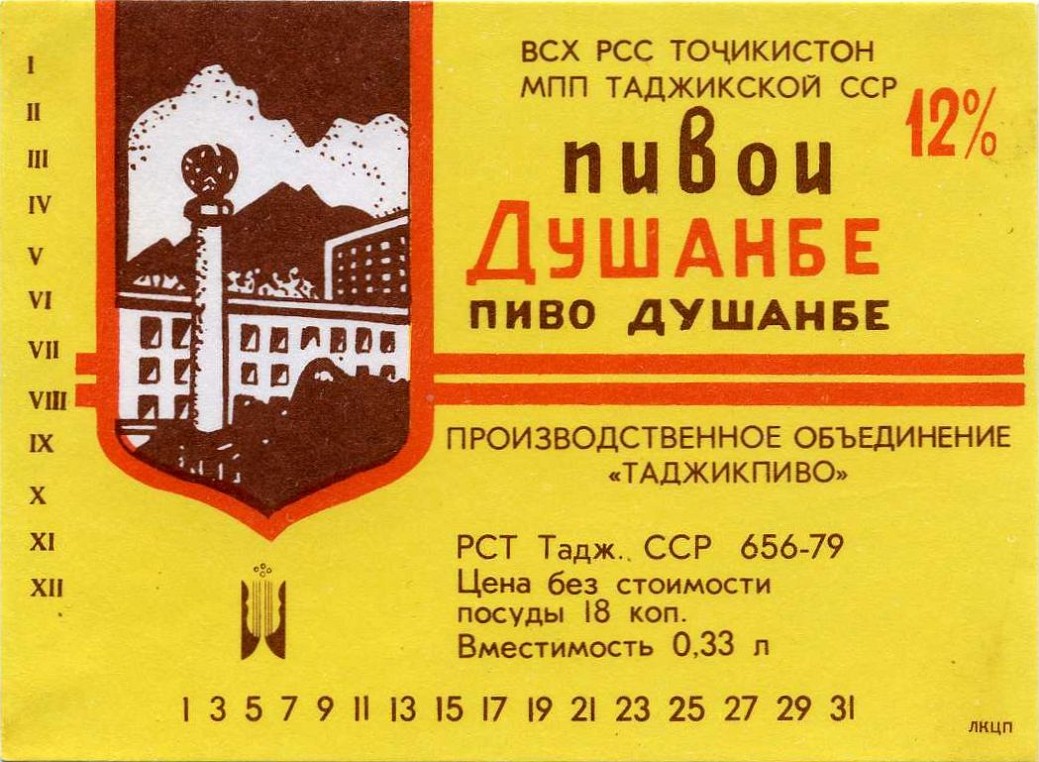 I
II
III
IV
V
VI
VII
VIII
IX
X
XI
XII
ВСХ РСС ТОҶИКИСТОН
МПП ТАДЖИКСКОЙ ССР
12%
ПИВОИ
ДУШАНБЕ
ПИВО ДУШАНБЕ
ПРОИЗВОДСТВЕННОЕ ОБЪЕДИНЕНИЕ
«ТАДЖИКПИВО»
РСТ Тадж.. ССР 656-79
Цена без стоимости
посуды 18 коп.
Вместимость 0,33 л
1 3 5 7 9 11 13 15 17 19 21 23 25 27 29 31
ЛКЦП